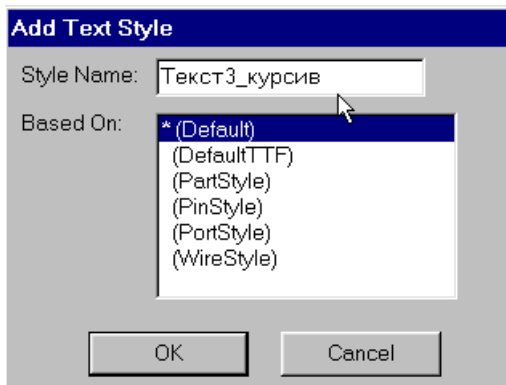 Add Text Style
Style Name: Текст3_курсив
Based On: * (Default)
(DefaultTTF)
(PartStyle)
(PinStyle)
(PortStyle)
(WireStyle)
OK Cancel